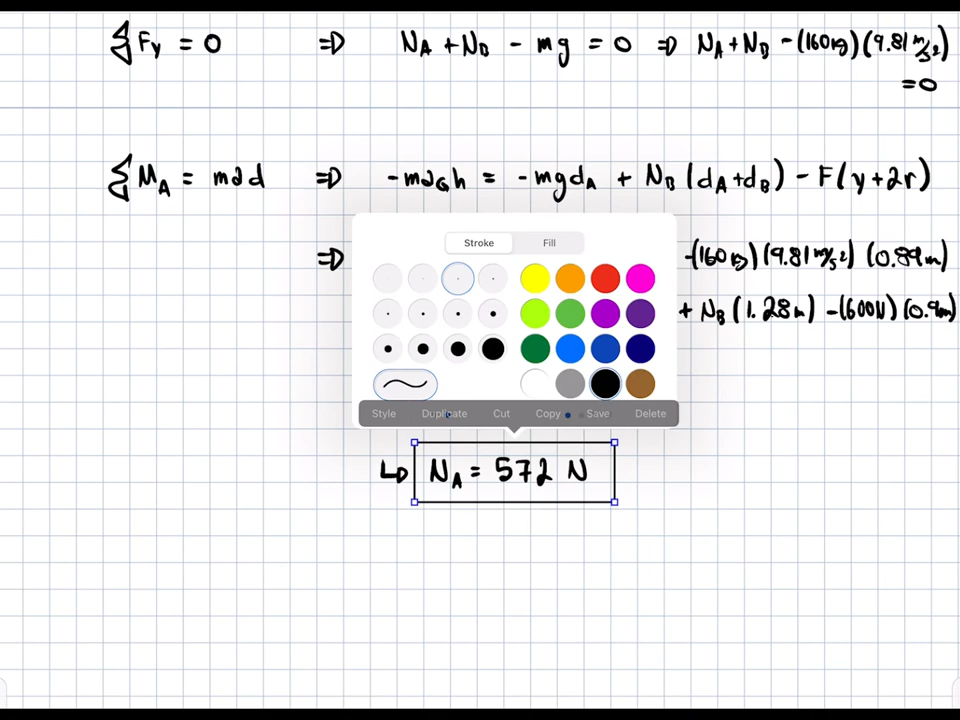 ΣFy = 0 ⇒ NA + NB - mg = 0 ⇒ NA + NB - (160kg)(9.81 m/s2) = 0
ΣMA = mad ⇒ -maGh = -mgdA + NB(dA+dB) - F(y+2r)
⇒ -(160kg)(9.81 m/s2)(0.89m)
+ NB(1.28m) - (600N)(0.9m)
Stroke Fill
Style Duplicate Cut Copy Save Delete
↳ NA = 572 N